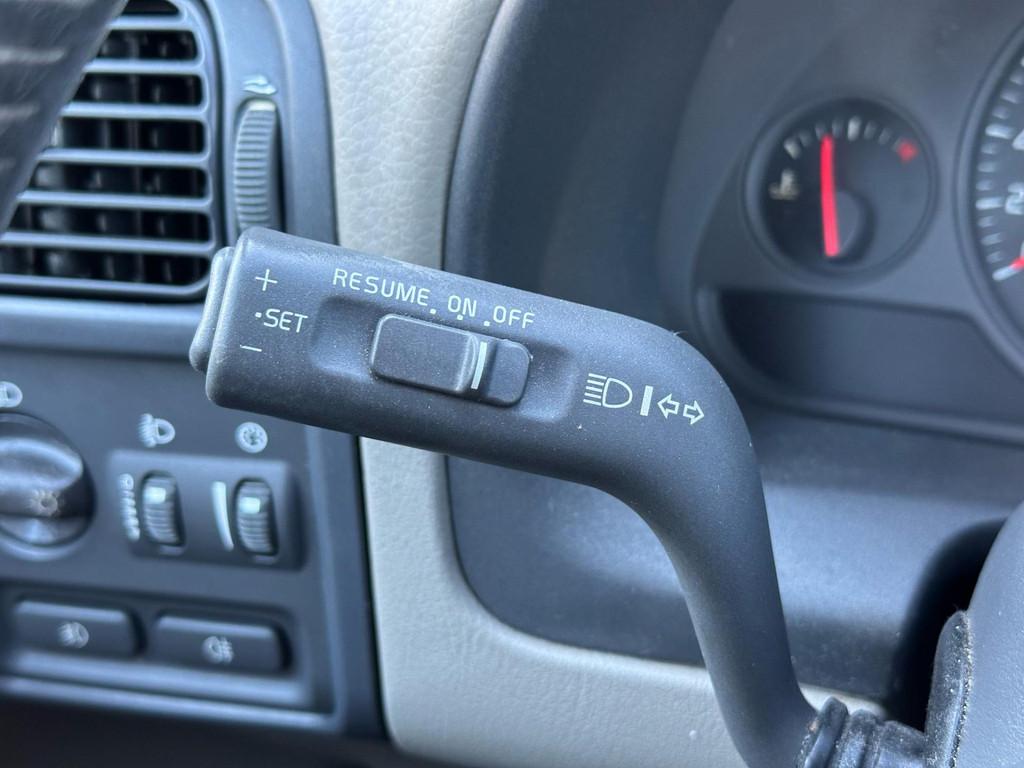 RESUME. ON. OFF
+
·SET
−